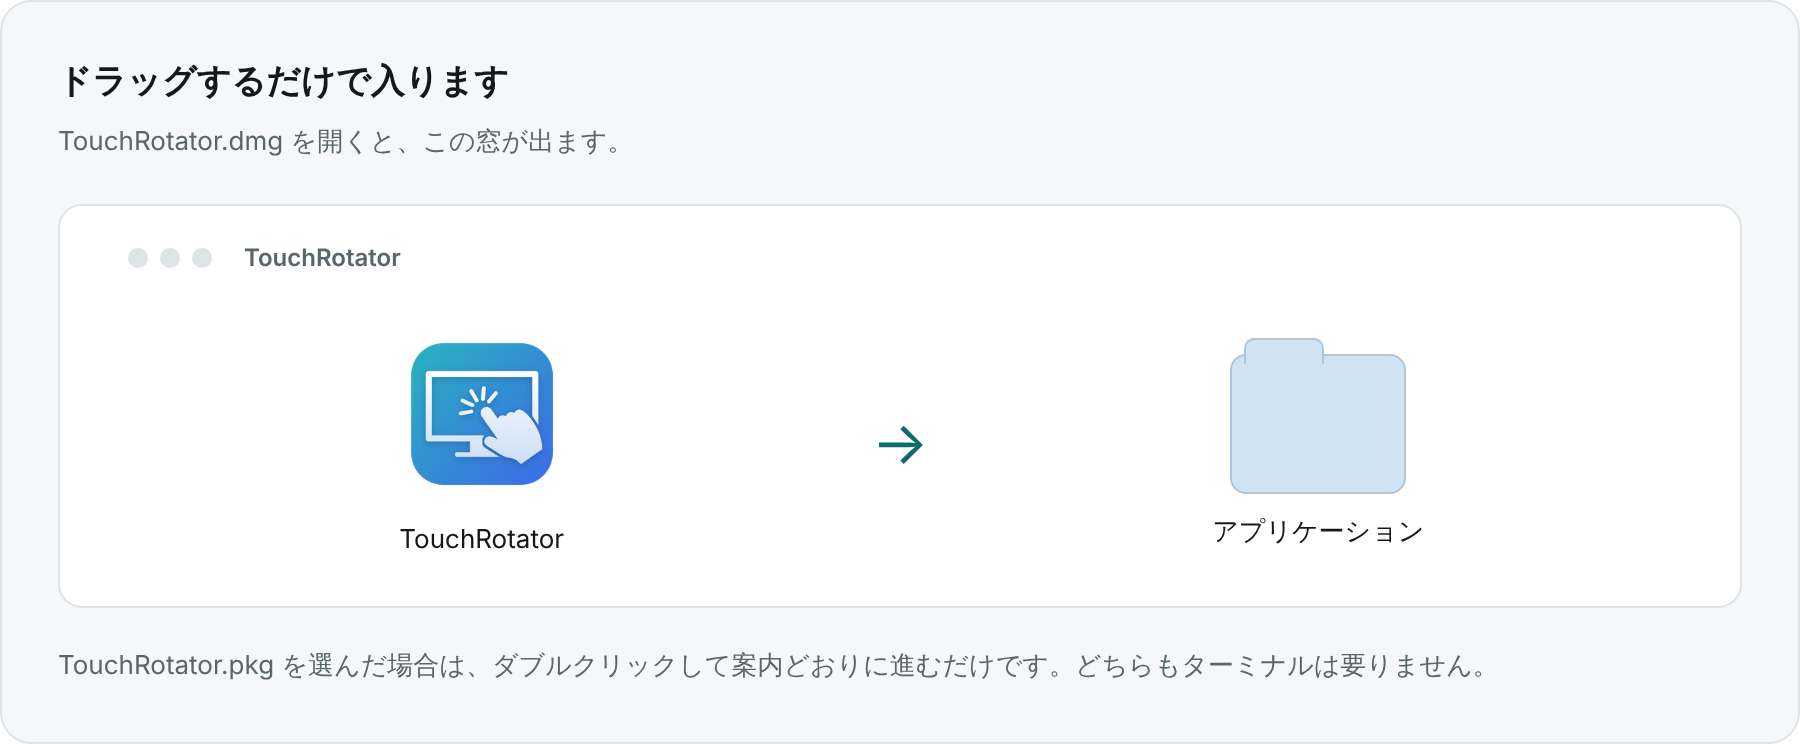 ドラッグするだけで入ります
TouchRotator.dmg を開くと、この窓が出ます。
TouchRotator
TouchRotator
アプリケーション
TouchRotator.pkg を選んだ場合は、ダブルクリックして案内どおりに進むだけです。どちらもターミナルは要りません。